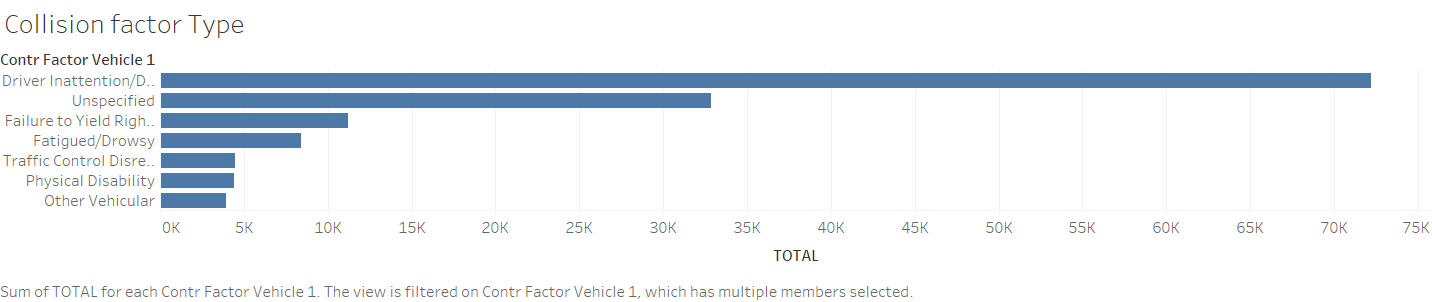 Collision factor Type
Contr Factor Vehicle 1
Driver Inattention/D..
Unspecified
Failure to Yield Righ..
Fatigued/Drowsy
Traffic Control Disre..
Physical Disability
Other Vehicular
0K 5K 10K 15K 20K 25K 30K 35K 40K 45K 50K 55K 60K 65K 70K 75K
TOTAL
Sum of TOTAL for each Contr Factor Vehicle 1. The view is filtered on Contr Factor Vehicle 1, which has multiple members selected.